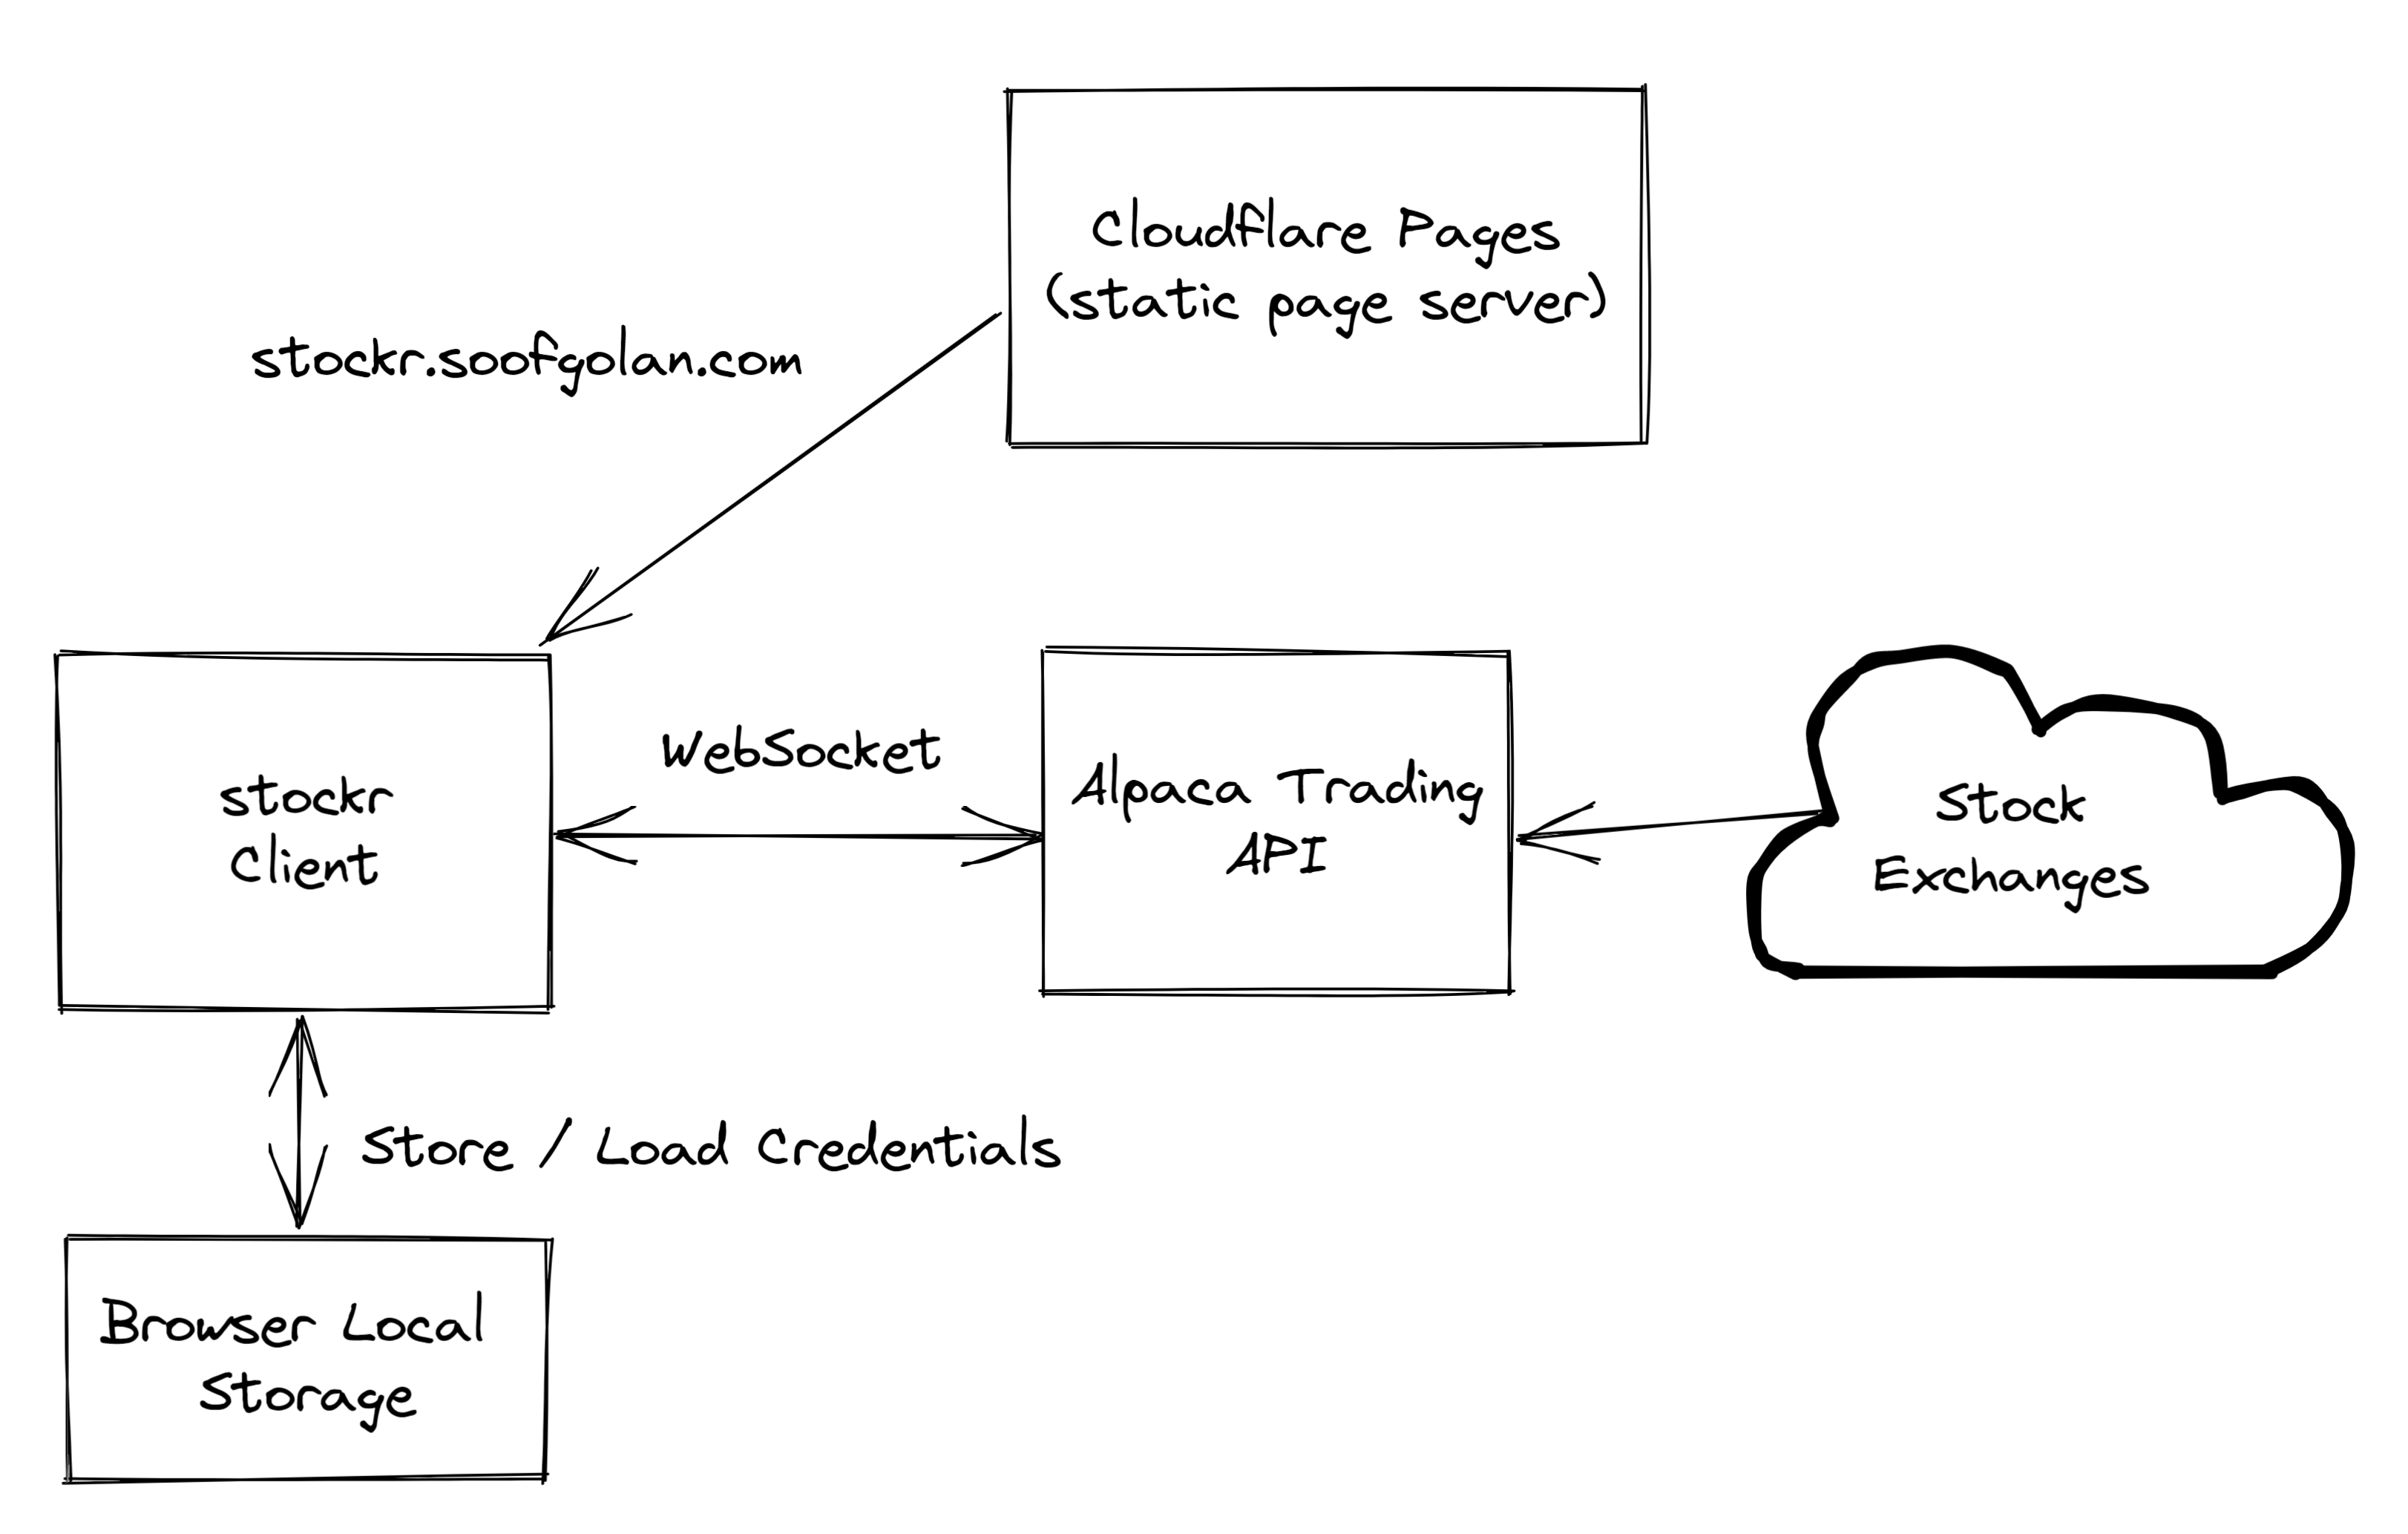 Cloudflare Pages
(static page server)
stockr.soofgolan.com
stockr
Client
WebSocket
Alpaca Trading
API
Stock
Exchanges
Store / Load Credentials
Browser Local
Storage